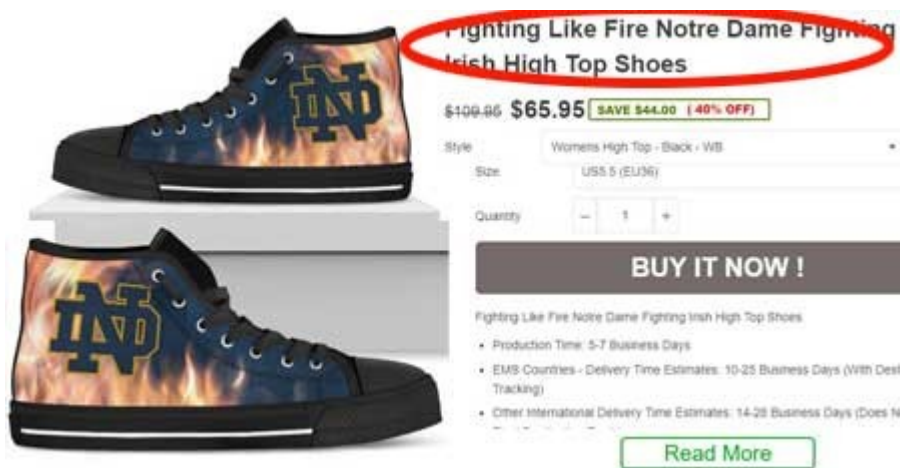 Fighting Like Fire Notre Dame Fighting
Irish High Top Shoes
$109.95 $65.95 SAVE $44.00 ( 40% OFF)
Style Womens High Top - Black - WB
Size US5.5 (EU36)
Quantity – 1 +
BUY IT NOW !
Fighting Like Fire Notre Dame Fighting Irish High Top Shoes
• Production Time: 5-7 Business Days
• EMS Countries - Delivery Time Estimates: 10-25 Business Days (With
Tracking)
• Other International Delivery Time Estimates: 14-28 Business Days (Does
Read More
ND
ND